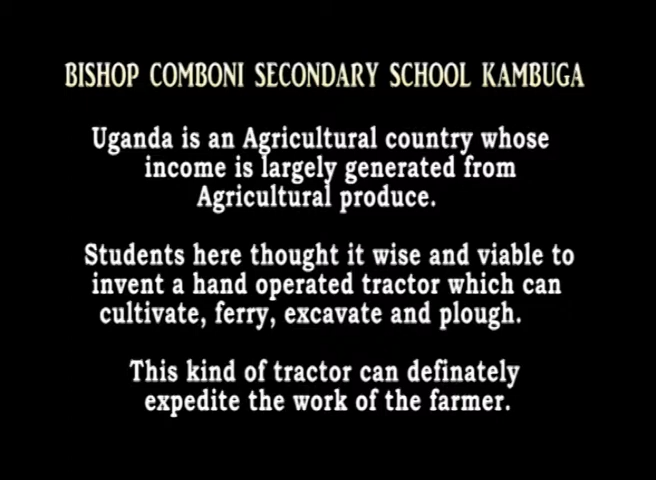 BISHOP COMBONI SECONDARY SCHOOL KAMBUGA
Uganda is an Agricultural country whose
income is largely generated from
Agricultural produce.
Students here thought it wise and viable to
invent a hand operated tractor which can
cultivate, ferry, excavate and plough.
This kind of tractor can definately
expedite the work of the farmer.